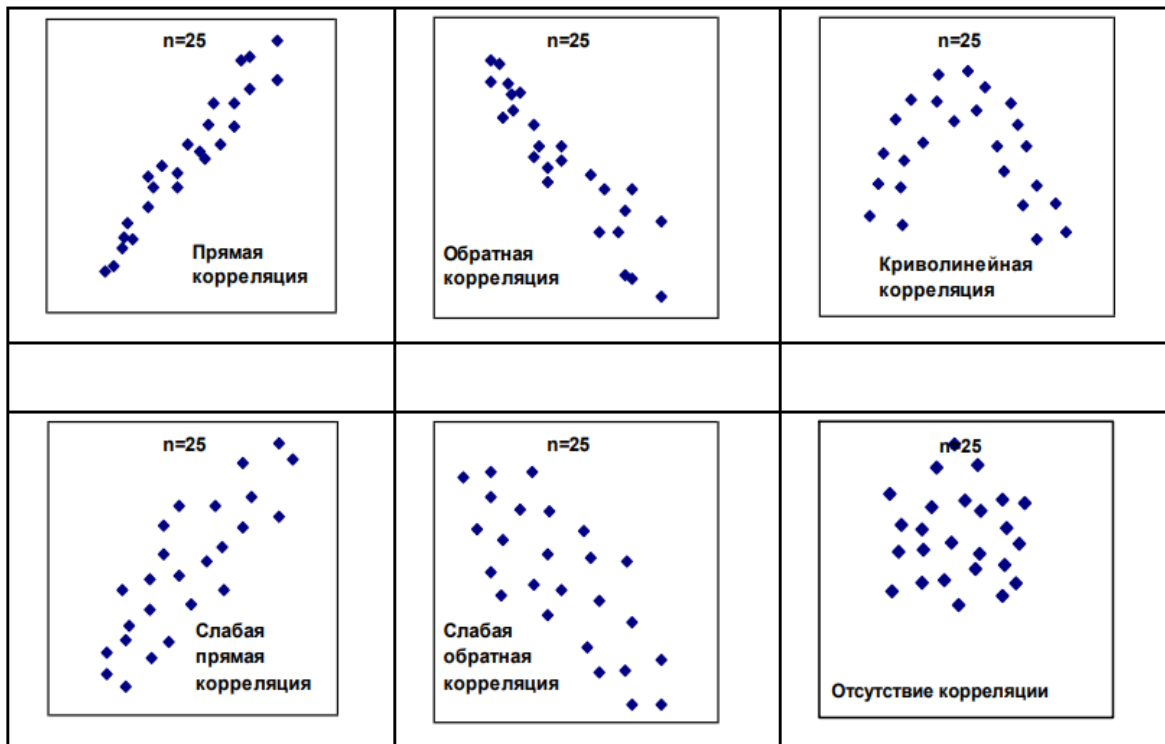 n=25
Прямая
корреляция
n=25
Обратная
корреляция
n=25
Криволинейная
корреляция
n=25
Слабая
прямая
корреляция
n=25
Слабая
обратная
корреляция
n=25
Отсутствие корреляции